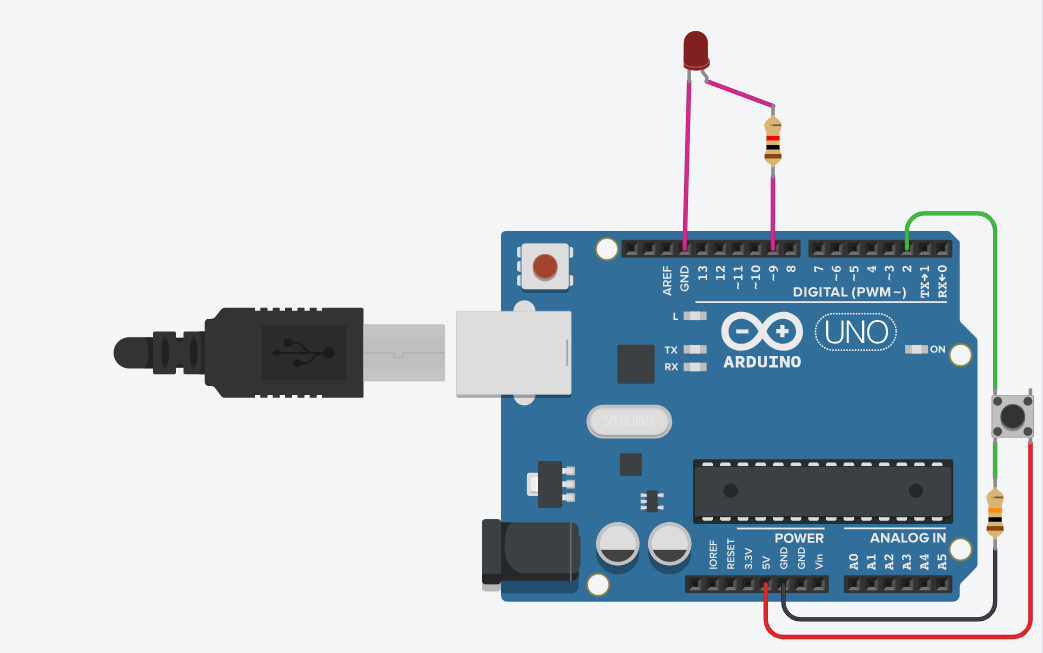 AREF
GND
13
12
~11
~10
~9
8
7
~6
~5
4
~3
2
TX→1
RX←0
DIGITAL (PWM~)
L
TX
RX
ARDUINO
UNO
ON
SPK16.000G
POWER
ANALOG IN
IOREF
RESET
3.3V
5V
GND
GND
Vin
A0
A1
A2
A3
A4
A5